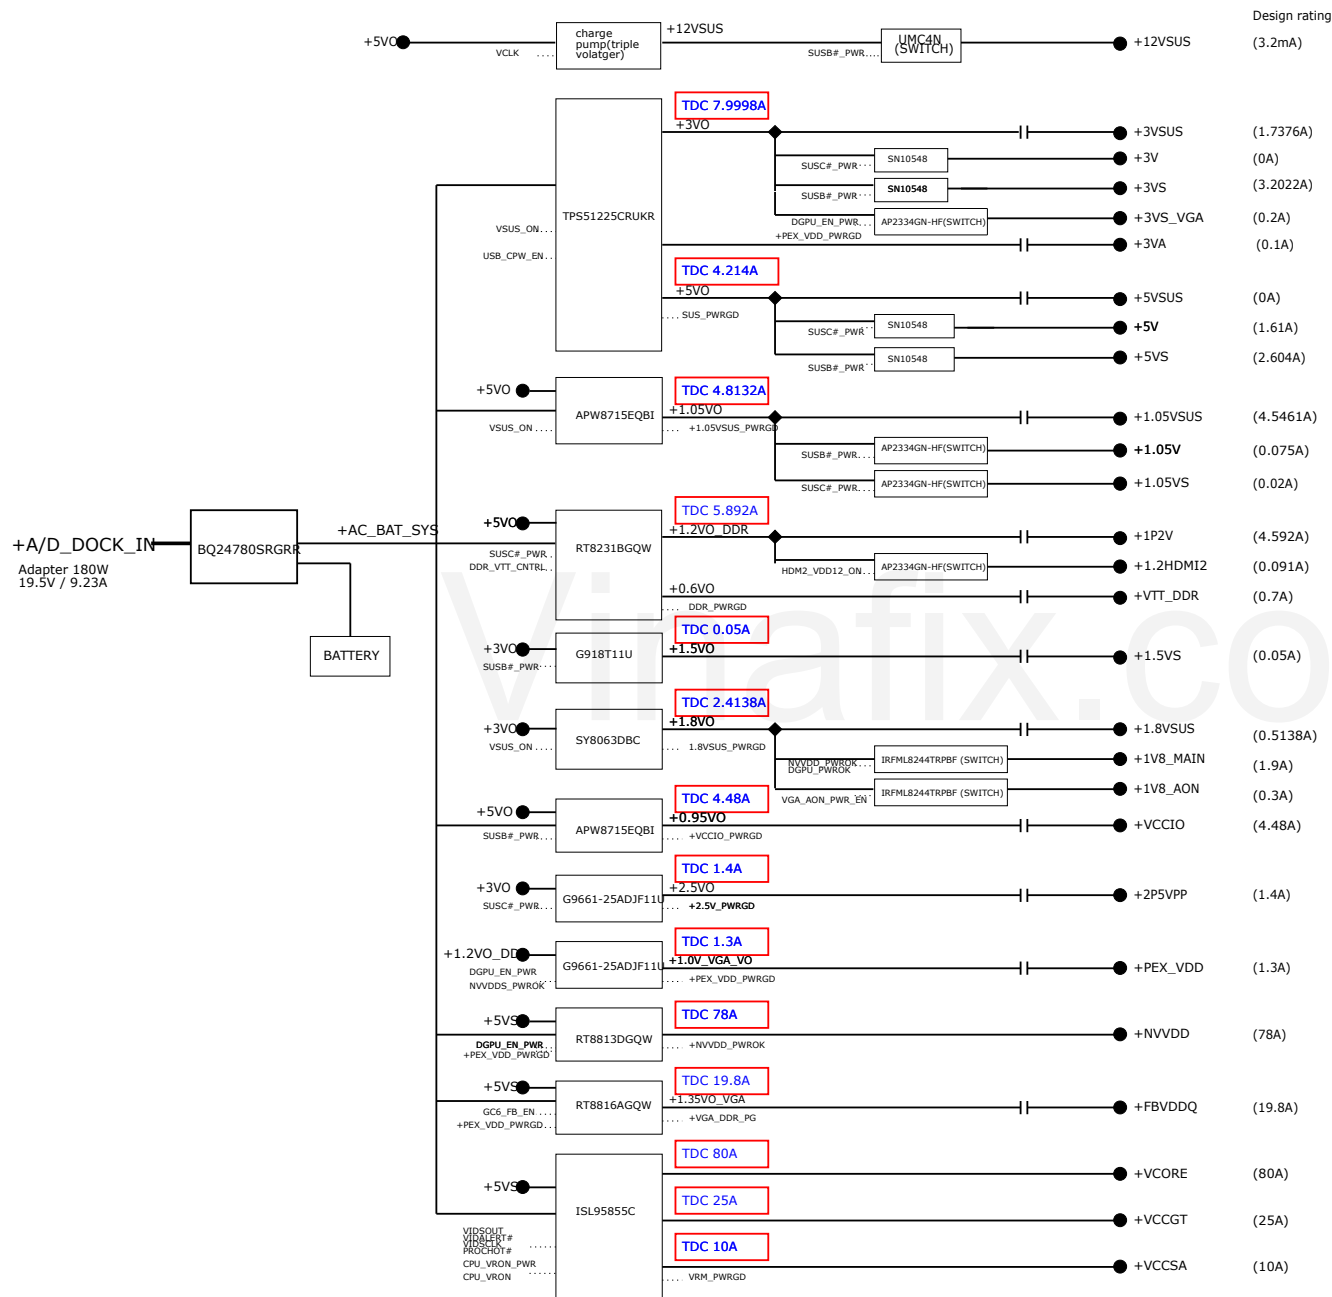 Design rating
+5VO
VCLK ....
charge
pump(triple
volatger)
+12VSUS
SUSB#_PWR....
UMC4N
(SWITCH)
+12VSUS
(3.2mA)
TDC 7.9998A
+3VO
+3VSUS
(1.7376A)
SUSC#_PWR...
SN10548
+3V
(0A)
SUSB#_PWR...
SN10548
+3VS
(3.2022A)
TPS51225CRUKR
DGPU_EN_PWR...
AP2334GN-HF(SWITCH)
+3VS_VGA
(0.2A)
VSUS_ON...
+PEX_VDD_PWRGD
+3VA
(0.1A)
USB_CPW_EN...
TDC 4.214A
+5VO
+5VSUS
(0A)
.... SUS_PWRGD
SUSC#_PWR...
SN10548
+5V
(1.61A)
SUSB#_PWR...
SN10548
+5VS
(2.604A)
TDC 4.8132A
+5VO
APW8715EQBI
+1.05VO
+1.05VSUS
(4.5461A)
VSUS_ON....
.... +1.05VSUS_PWRGD
SUSB#_PWR...
AP2334GN-HF(SWITCH)
+1.05V
(0.075A)
SUSC#_PWR...
AP2334GN-HF(SWITCH)
+1.05VS
(0.02A)
TDC 5.892A
+5VO
+1.2VO_DDR
+1P2V
(4.592A)
+A/D_DOCK_IN
Adapter 180W
19.5V / 9.23A
BQ24780SRGRR
+AC_BAT_SYS
SUSC#_PWR..
DDR_VTT_CNTRL...
RT8231BGQW
HDM2_VDD12_ON...
AP2334GN-HF(SWITCH)
+1.2HDMI2
(0.091A)
+0.6VO
+VTT_DDR
(0.7A)
.... DDR_PWRGD
TDC 0.05A
BATTERY
+3VO
SUSB#_PWR...
G918T11U
+1.5VO
+1.5VS
(0.05A)
TDC 2.4138A
+3VO
VSUS_ON....
SY8063DBC
+1.8VO
.... 1.8VSUS_PWRGD
+1.8VSUS
(0.5138A)
NVVDD_PWROK
DGPU_PWROK
IRFML8244TRPBF (SWITCH)
+1V8_MAIN
(1.9A)
VGA_AON_PWR_EN
IRFML8244TRPBF (SWITCH)
+1V8_AON
(0.3A)
TDC 4.48A
+5VO
SUSB#_PWR...
APW8715EQBI
+0.95VO
.... +VCCIO_PWRGD
+VCCIO
(4.48A)
TDC 1.4A
+3VO
SUSC#_PWR...
G9661-25ADJF11U
+2.5VO
.... +2.5V_PWRGD
+2P5VPP
(1.4A)
TDC 1.3A
+1.2VO_DD
DGPU_EN_PWR
NVVDDS_PWROK
G9661-25ADJF11U
+1.0V_VGA_VO
.... +PEX_VDD_PWRGD
+PEX_VDD
(1.3A)
TDC 78A
+5VS
DGPU_EN_PWR
+PEX_VDD_PWRGD
RT8813DGQW
.... +NVVDD_PWROK
+NVVDD
(78A)
TDC 19.8A
+5VS
GC6_FB_EN....
+PEX_VDD_PWRGD...
RT8816AGQW
+1.35VO_VGA
.... +VGA_DDR_PG
+FBVDDQ
(19.8A)
TDC 80A
+VCORE
(80A)
+5VS
TDC 25A
ISL95855C
+VCCGT
(25A)
VIDSOUT
VIDALERT#
VIDSCLK
PROCHOT#
CPU_VRON_PWR
CPU_VRON
TDC 10A
+VCCSA
(10A)
.... VRM_PWRGD
Vinafix.co